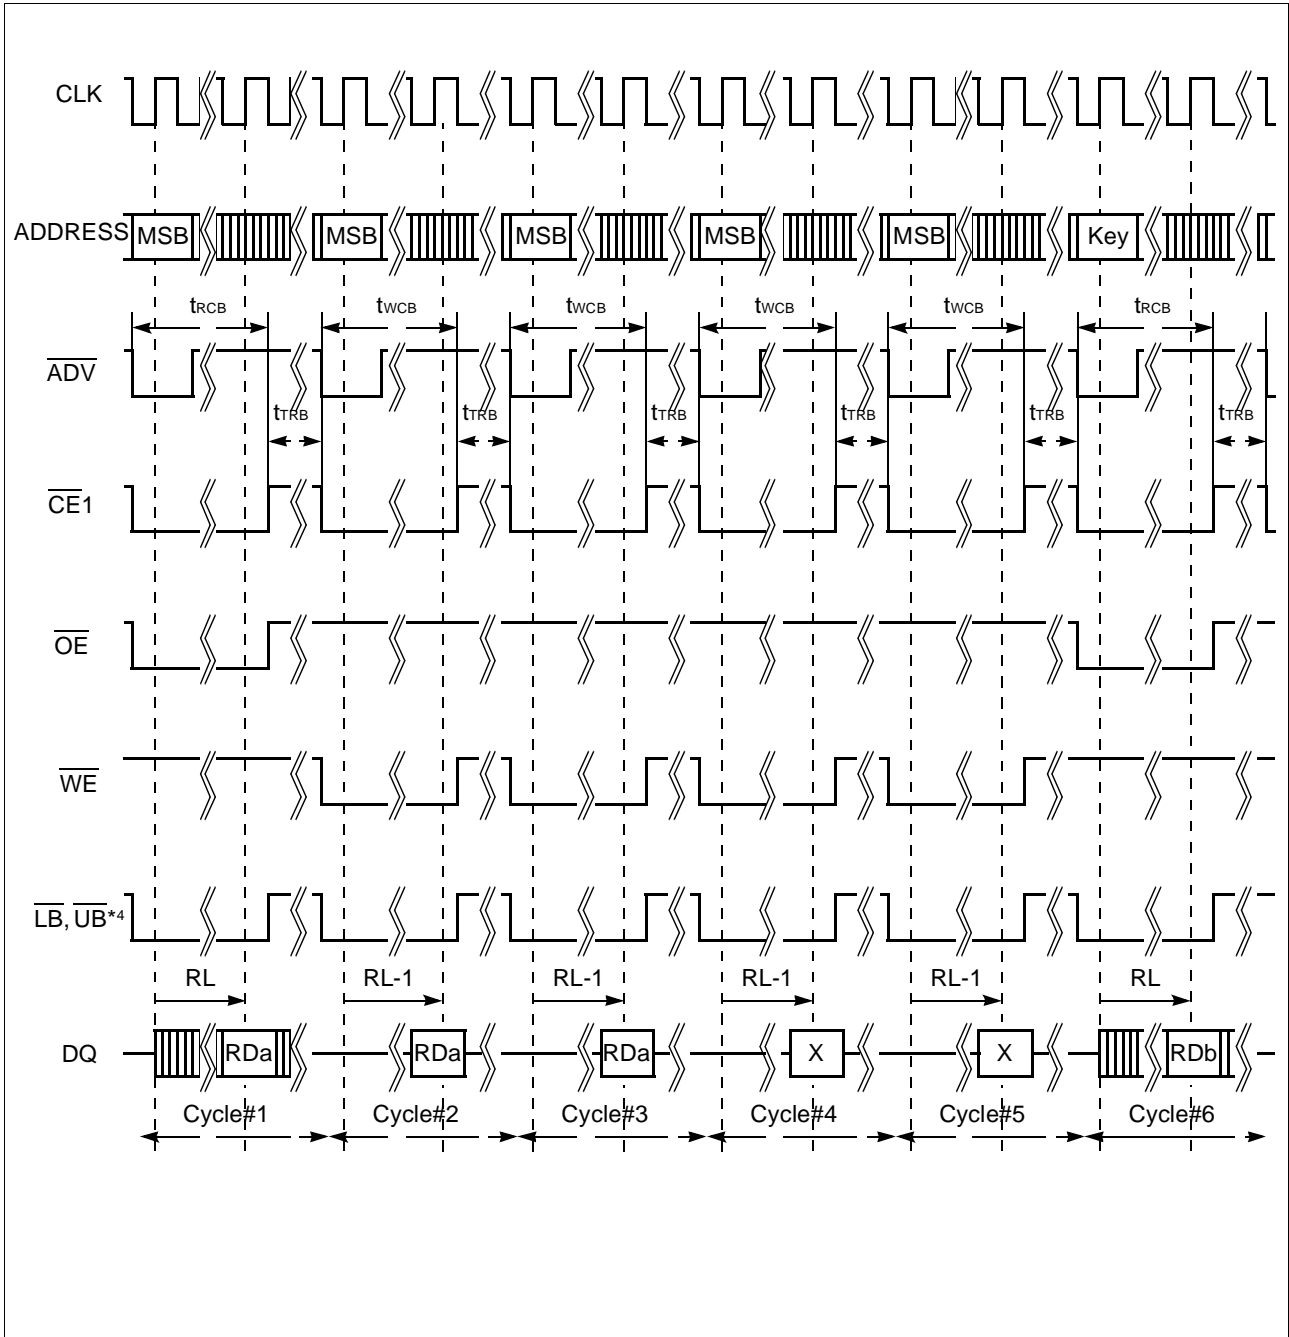 CLK
ADDRESS MSB MSB MSB MSB MSB Key
tRCB tWCB tWCB tWCB tWCB tRCB
ADV
tTRB tTRB tTRB tTRB tTRB tTRB
CE1
OE
WE
LB, UB*4
RL RL-1 RL-1 RL-1 RL-1 RL
DQ RDa RDa RDa X X RDb
Cycle#1 Cycle#2 Cycle#3 Cycle#4 Cycle#5 Cycle#6